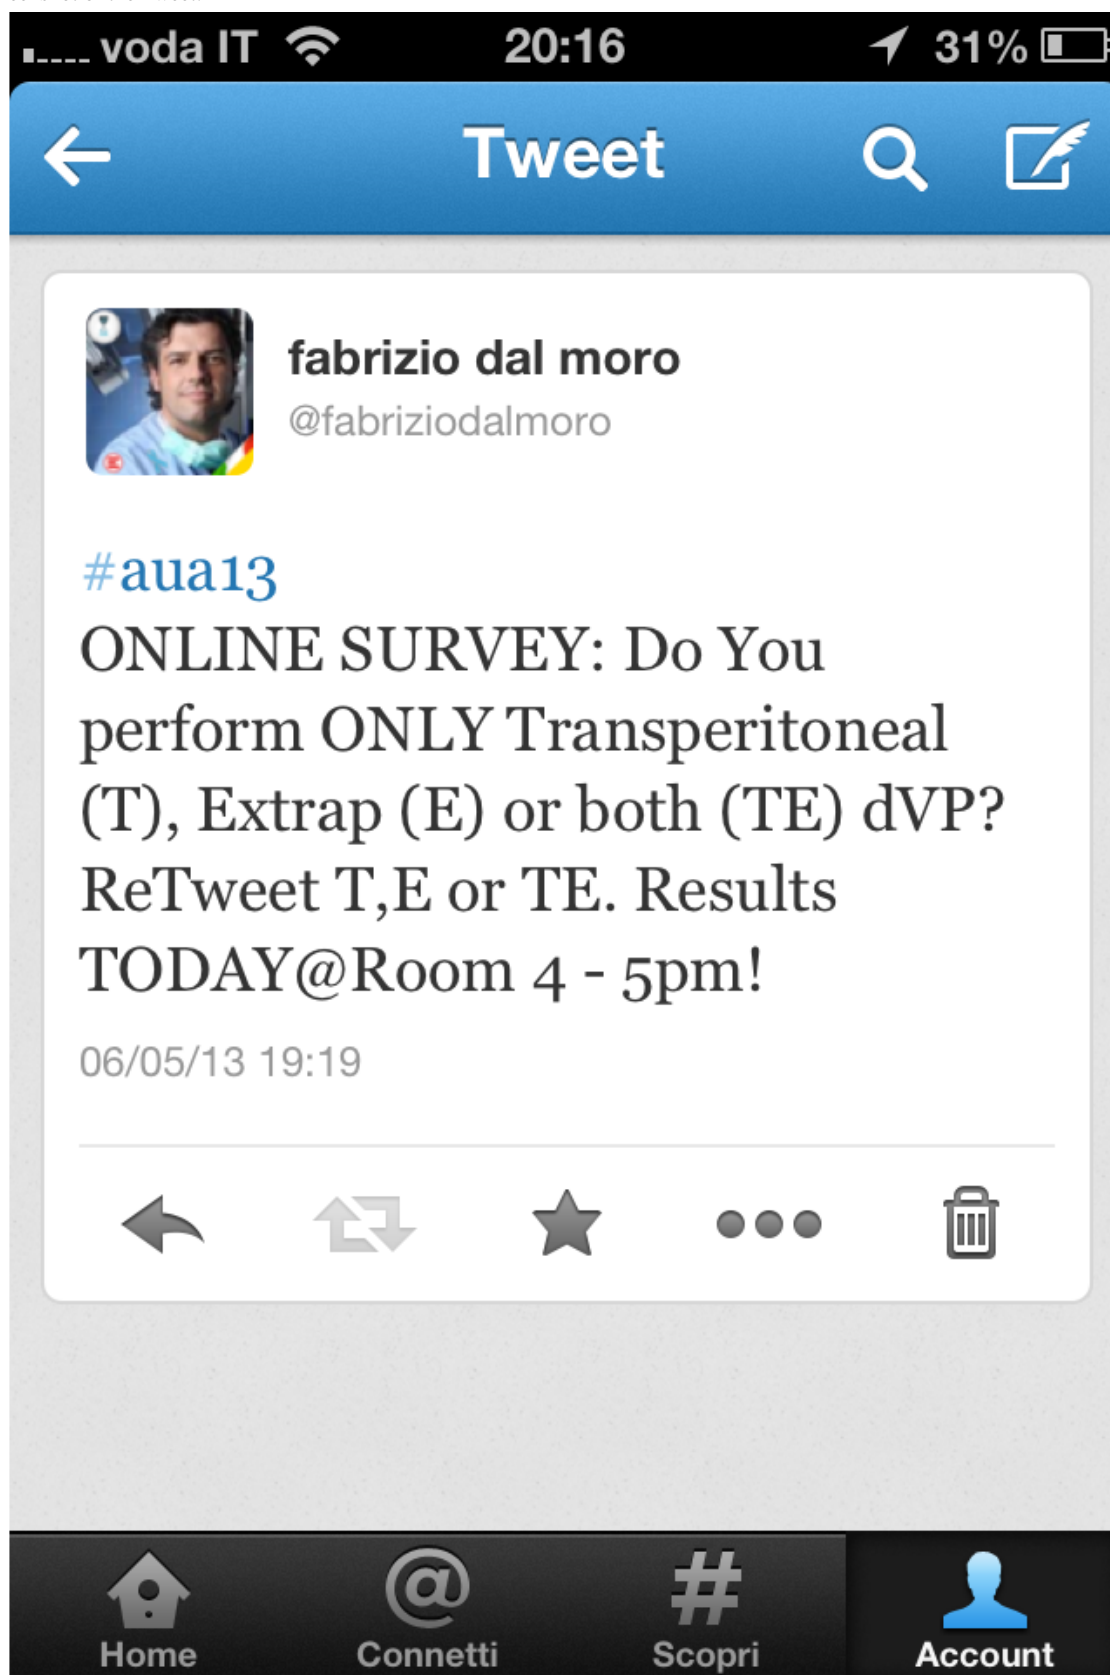 voda IT 20:16 31%
Tweet
fabrizio dal moro
@fabriziodalmoro
#aua13
ONLINE SURVEY: Do You
perform ONLY Transperitoneal
(T), Extrap (E) or both (TE) dVP?
ReTweet T,E or TE. Results
TODAY@Room 4 - 5pm!
06/05/13 19:19
Home Connetti Scopri Account